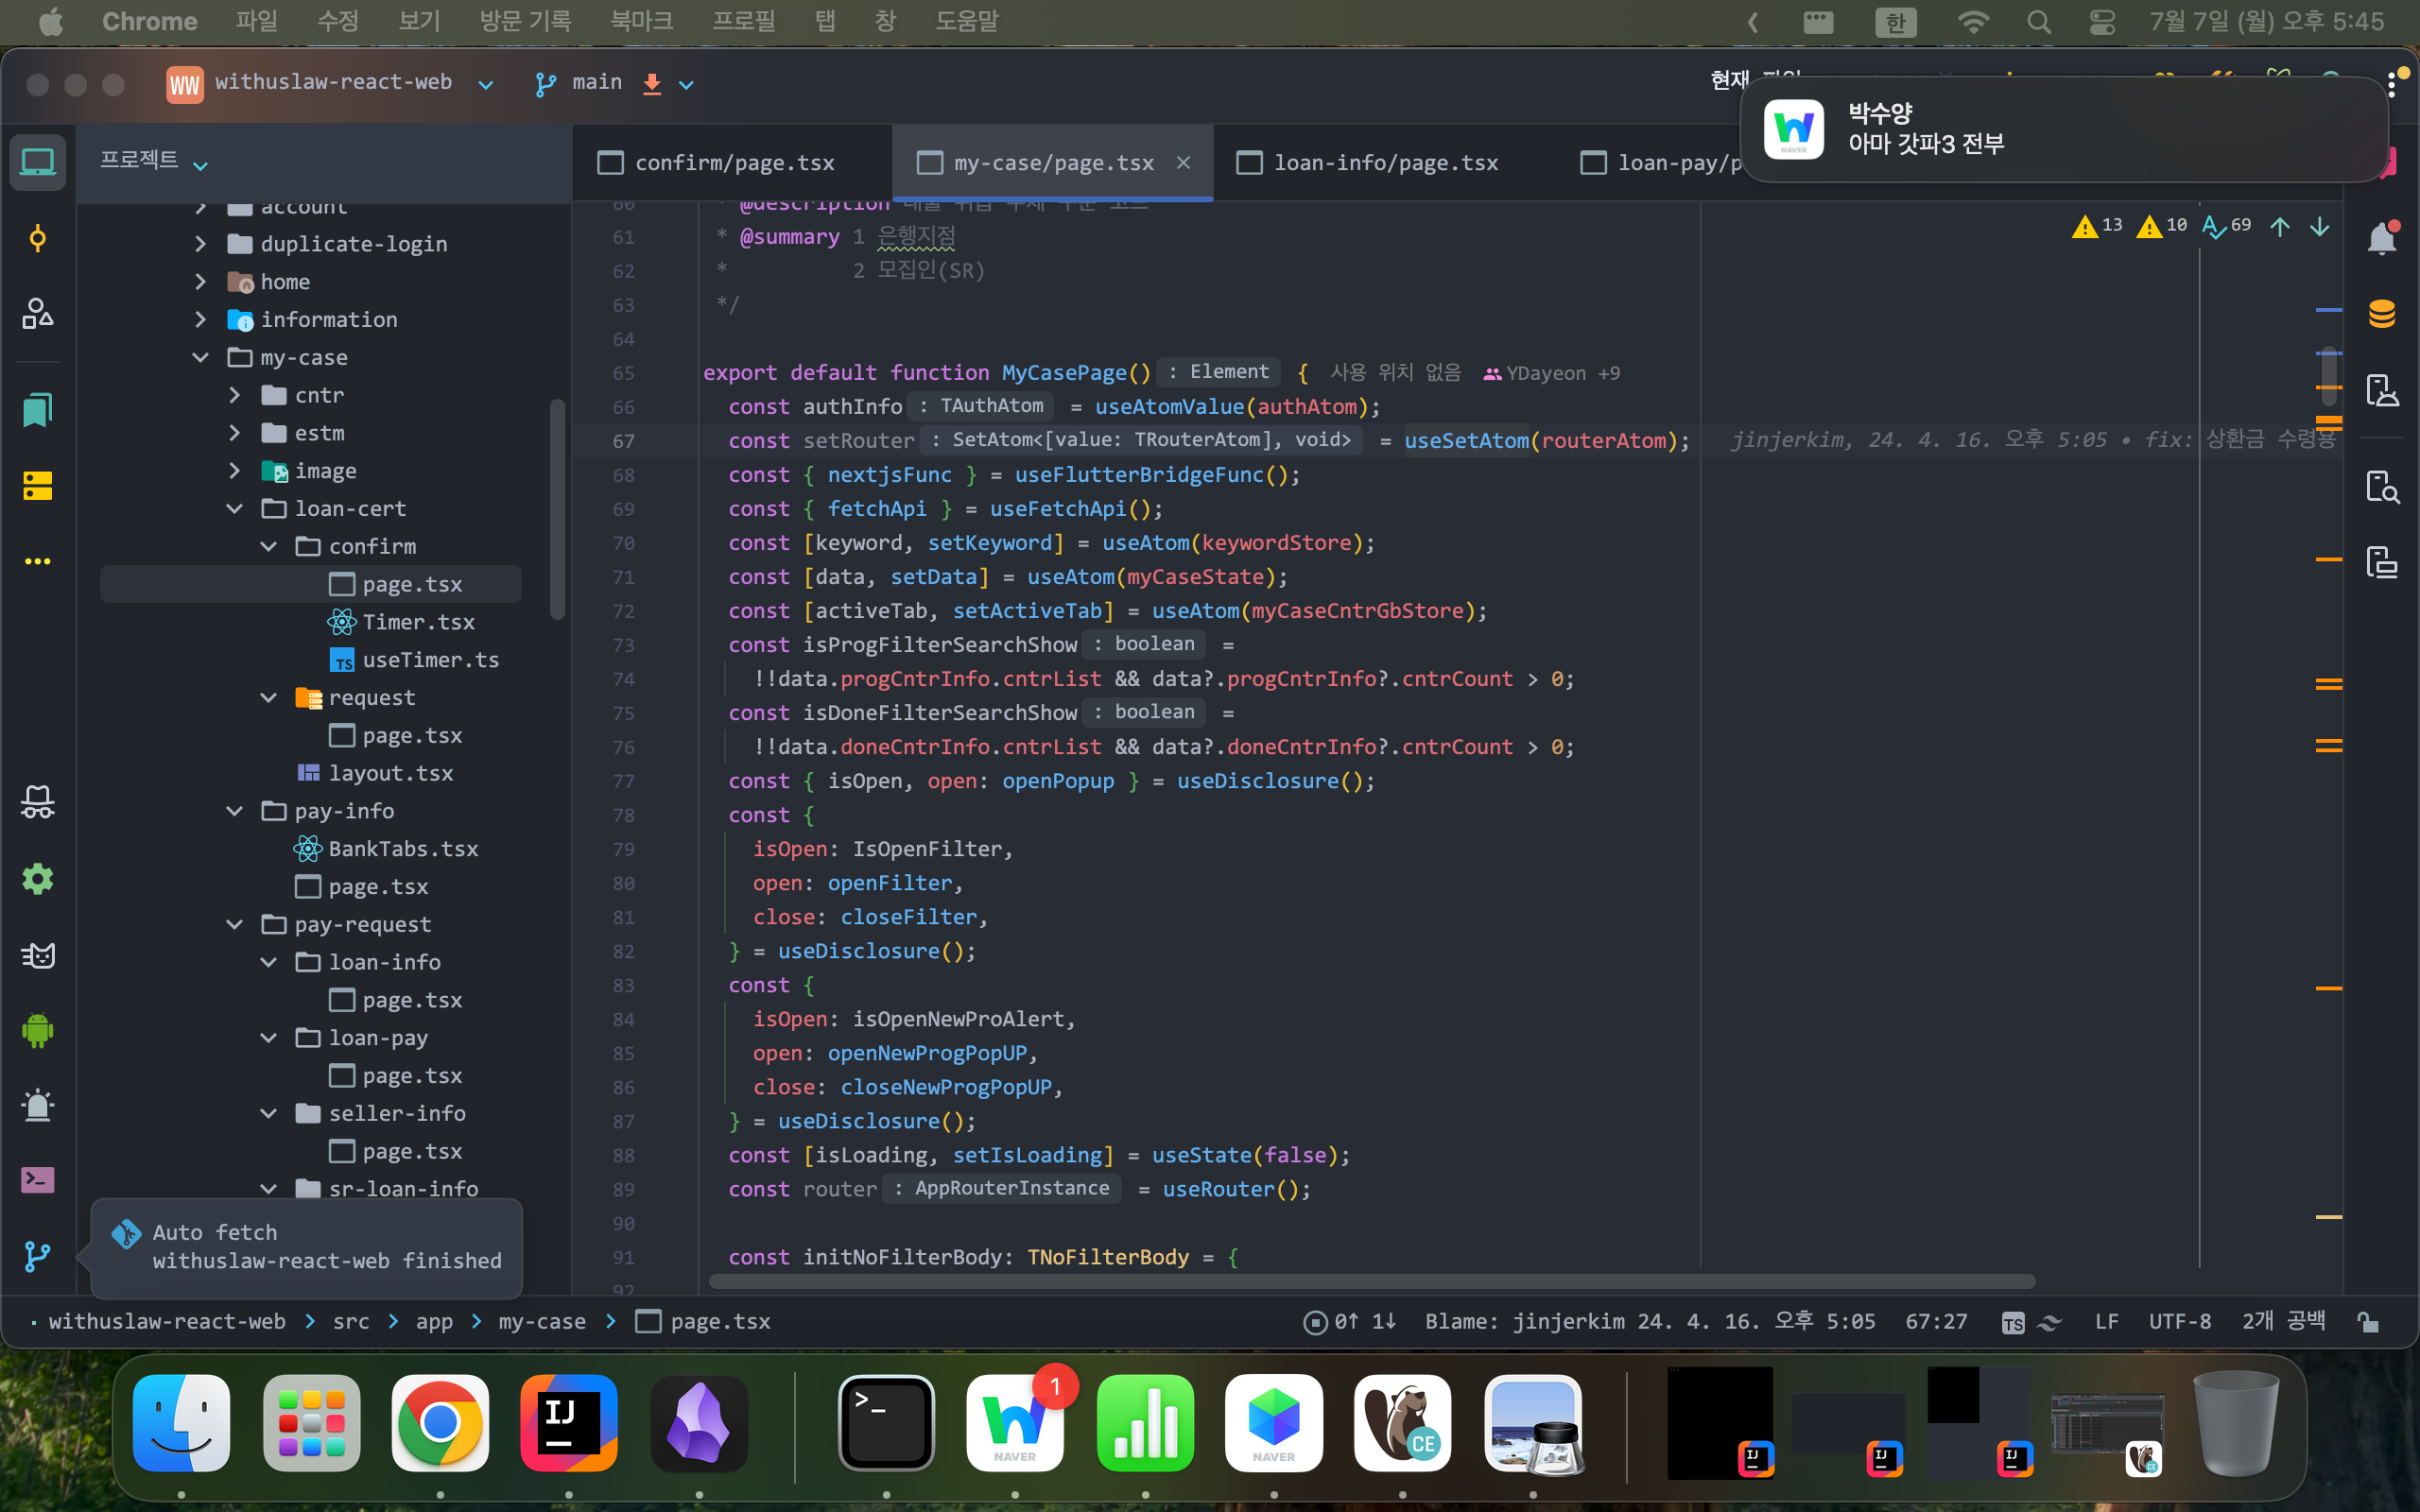 Chrome 파일 수정 보기 방문 기록 북마크 프로필 탭 창 도움말
한 7월 7일 (월) 오후 5:45
WW withuslaw-react-web main
박수양
아마 갓파3 전부
프로젝트
confirm/page.tsx my-case/page.tsx loan-info/page.tsx
account
duplicate-login
home
information
my-case
cntr
estm
image
loan-cert
confirm
page.tsx
Timer.tsx
useTimer.ts
request
page.tsx
layout.tsx
pay-info
BankTabs.tsx
page.tsx
pay-request
loan-info
page.tsx
loan-pay
page.tsx
seller-info
page.tsx
sr-loan-info
13 10 69
61 * @summary 1 은행지점
62 * 2 모집인(SR)
63 */
64
65 export default function MyCasePage() : Element { 사용 위치 없음 YDayeon +9
66 const authInfo : TAuthAtom = useAtomValue(authAtom);
67 const setRouter : SetAtom<[value: TRouterAtom], void> = useSetAtom(routerAtom); jinjerkim, 24. 4. 16. 오후 5:05 • fix: 상환금 수령용
68 const { nextjsFunc } = useFlutterBridgeFunc();
69 const { fetchApi } = useFetchApi();
70 const [keyword, setKeyword] = useAtom(keywordStore);
71 const [data, setData] = useAtom(myCaseState);
72 const [activeTab, setActiveTab] = useAtom(myCaseCntrGbStore);
73 const isProgFilterSearchShow : boolean =
74 !!data.progCntrInfo.cntrList && data?.progCntrInfo?.cntrCount > 0;
75 const isDoneFilterSearchShow : boolean =
76 !!data.doneCntrInfo.cntrList && data?.doneCntrInfo?.cntrCount > 0;
77 const { isOpen, open: openPopup } = useDisclosure();
78 const {
79 isOpen: IsOpenFilter,
80 open: openFilter,
81 close: closeFilter,
82 } = useDisclosure();
83 const {
84 isOpen: isOpenNewProAlert,
85 open: openNewProgPopUP,
86 close: closeNewProgPopUP,
87 } = useDisclosure();
88 const [isLoading, setIsLoading] = useState(false);
89 const router : AppRouterInstance = useRouter();
90
91 const initNoFilterBody: TNoFilterBody = {
92
Auto fetch
withuslaw-react-web finished
withuslaw-react-web > src > app > my-case > page.tsx 0↑ 1↓ Blame: jinjerkim 24. 4. 16. 오후 5:05 67:27 TS LF UTF-8 2개 공백
IJ >_ 1 NAVER NAVER CE IJ IJ IJ